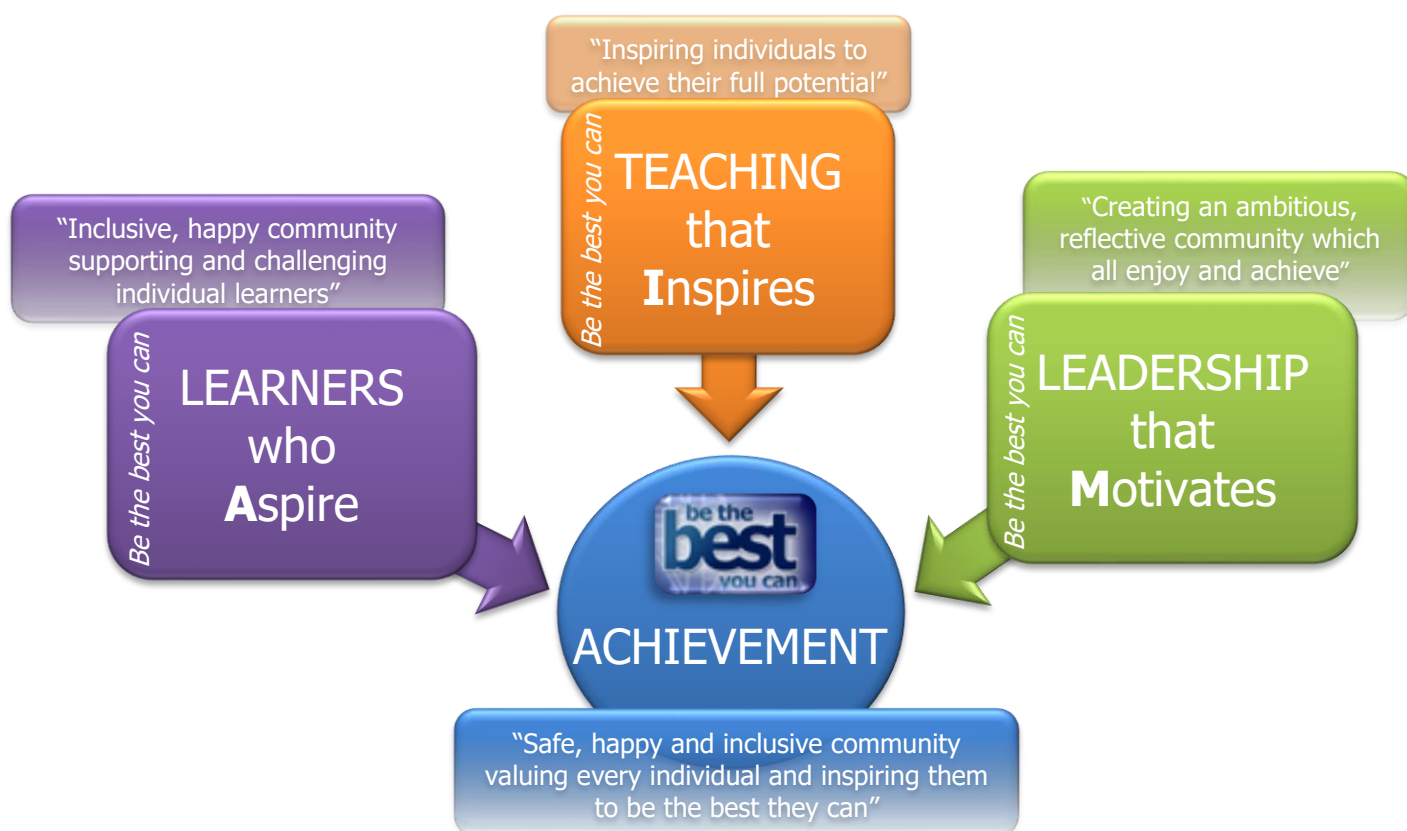 “Inspiring individuals to
achieve their full potential”
Be the best you can
TEACHING
that
Inspires
“Inclusive, happy community
supporting and challenging
individual learners”
Be the best you can
LEARNERS
who
Aspire
“Creating an ambitious,
reflective community which
all enjoy and achieve”
Be the best you can
LEADERSHIP
that
Motivates
be the
best
you can
ACHIEVEMENT
“Safe, happy and inclusive community
valuing every individual and inspiring them
to be the best they can”